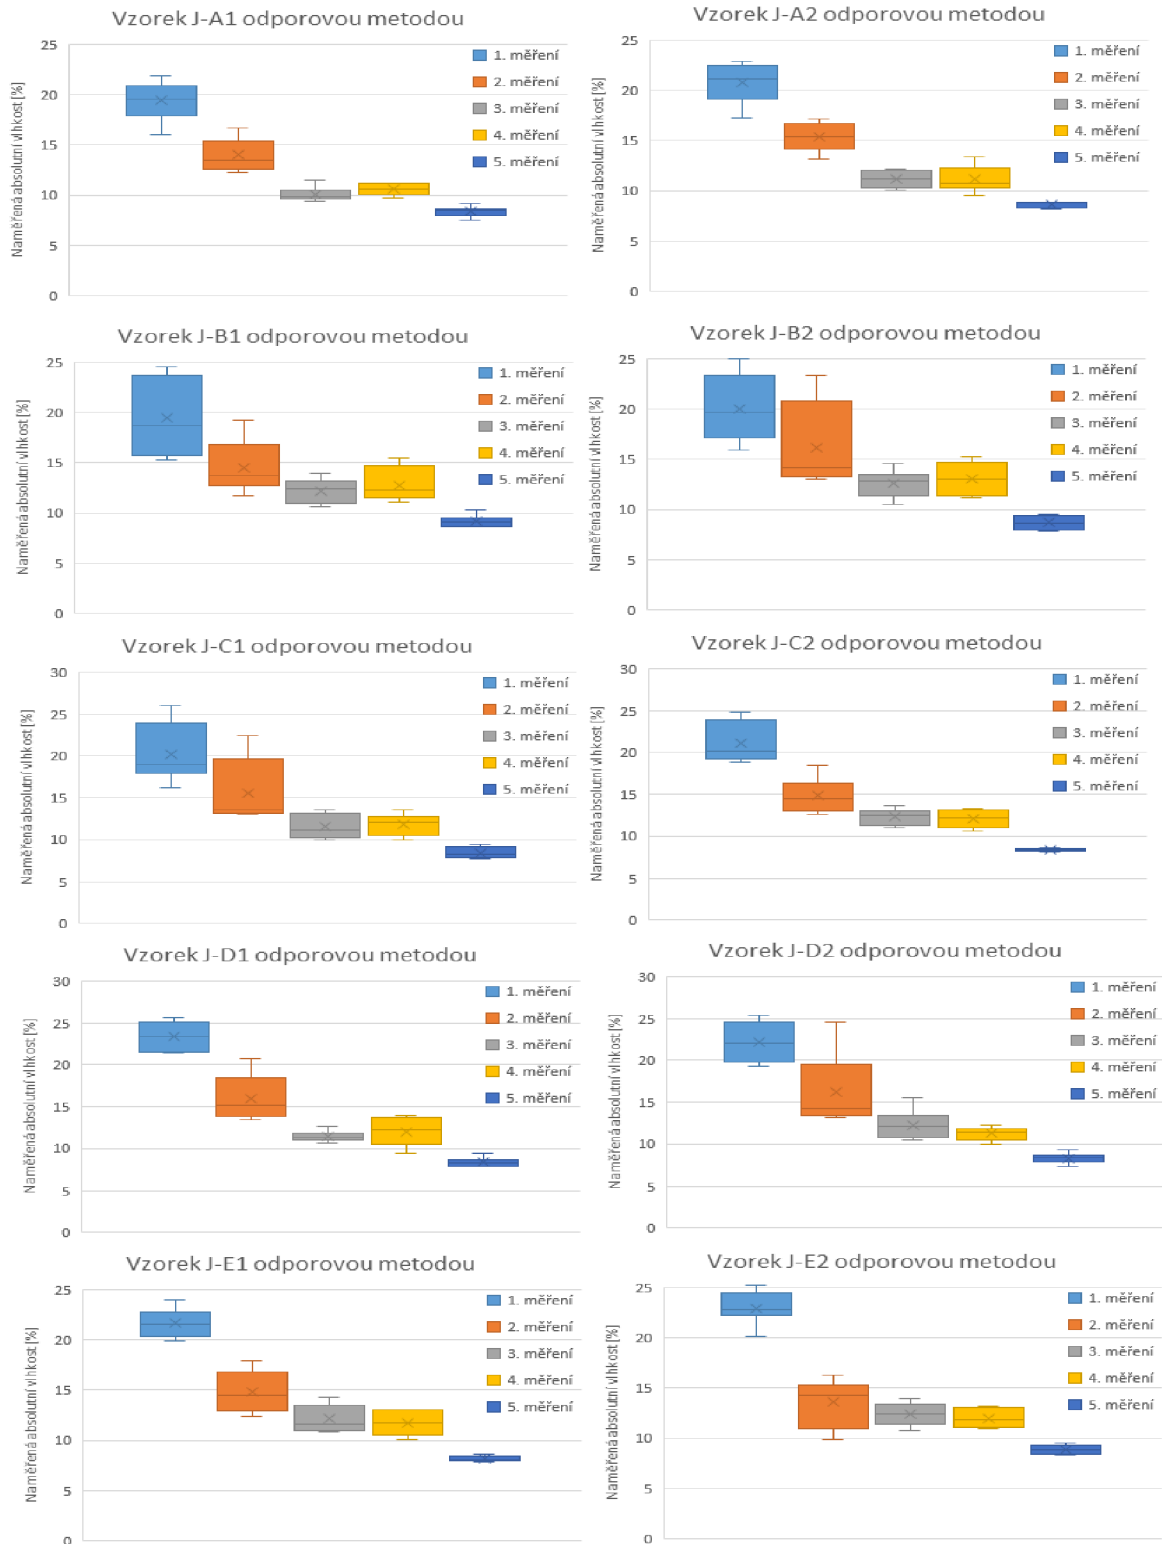 Vzorek J-A1 odporovou metodou
Naměřená absolutní vlhkost [%]
25
20
15
10
5
0
1. měření
2. měření
3. měření
4. měření
5. měření
Vzorek J-A2 odporovou metodou
Naměřená absolutní vlhkost [%]
25
20
15
10
5
0
1. měření
2. měření
3. měření
4. měření
5. měření
Vzorek J-B1 odporovou metodou
Naměřená absolutní vlhkost [%]
25
20
15
10
5
0
1. měření
2. měření
3. měření
4. měření
5. měření
Vzorek J-B2 odporovou metodou
Naměřená absolutní vlhkost [%]
25
20
15
10
5
0
1. měření
2. měření
3. měření
4. měření
5. měření
Vzorek J-C1 odporovou metodou
Naměřená absolutní vlhkost [%]
30
25
20
15
10
5
0
1. měření
2. měření
3. měření
4. měření
5. měření
Vzorek J-C2 odporovou metodou
Naměřená absolutní vlhkost [%]
30
25
20
15
10
5
0
1. měření
2. měření
3. měření
4. měření
5. měření
Vzorek J-D1 odporovou metodou
Naměřená absolutní vlhkost [%]
30
25
20
15
10
5
0
1. měření
2. měření
3. měření
4. měření
5. měření
Vzorek J-D2 odporovou metodou
Naměřená absolutní vlhkost [%]
30
25
20
15
10
5
0
1. měření
2. měření
3. měření
4. měření
5. měření
Vzorek J-E1 odporovou metodou
Naměřená absolutní vlhkost [%]
25
20
15
10
5
0
1. měření
2. měření
3. měření
4. měření
5. měření
Vzorek J-E2 odporovou metodou
Naměřená absolutní vlhkost [%]
25
20
15
10
5
0
1. měření
2. měření
3. měření
4. měření
5. měření